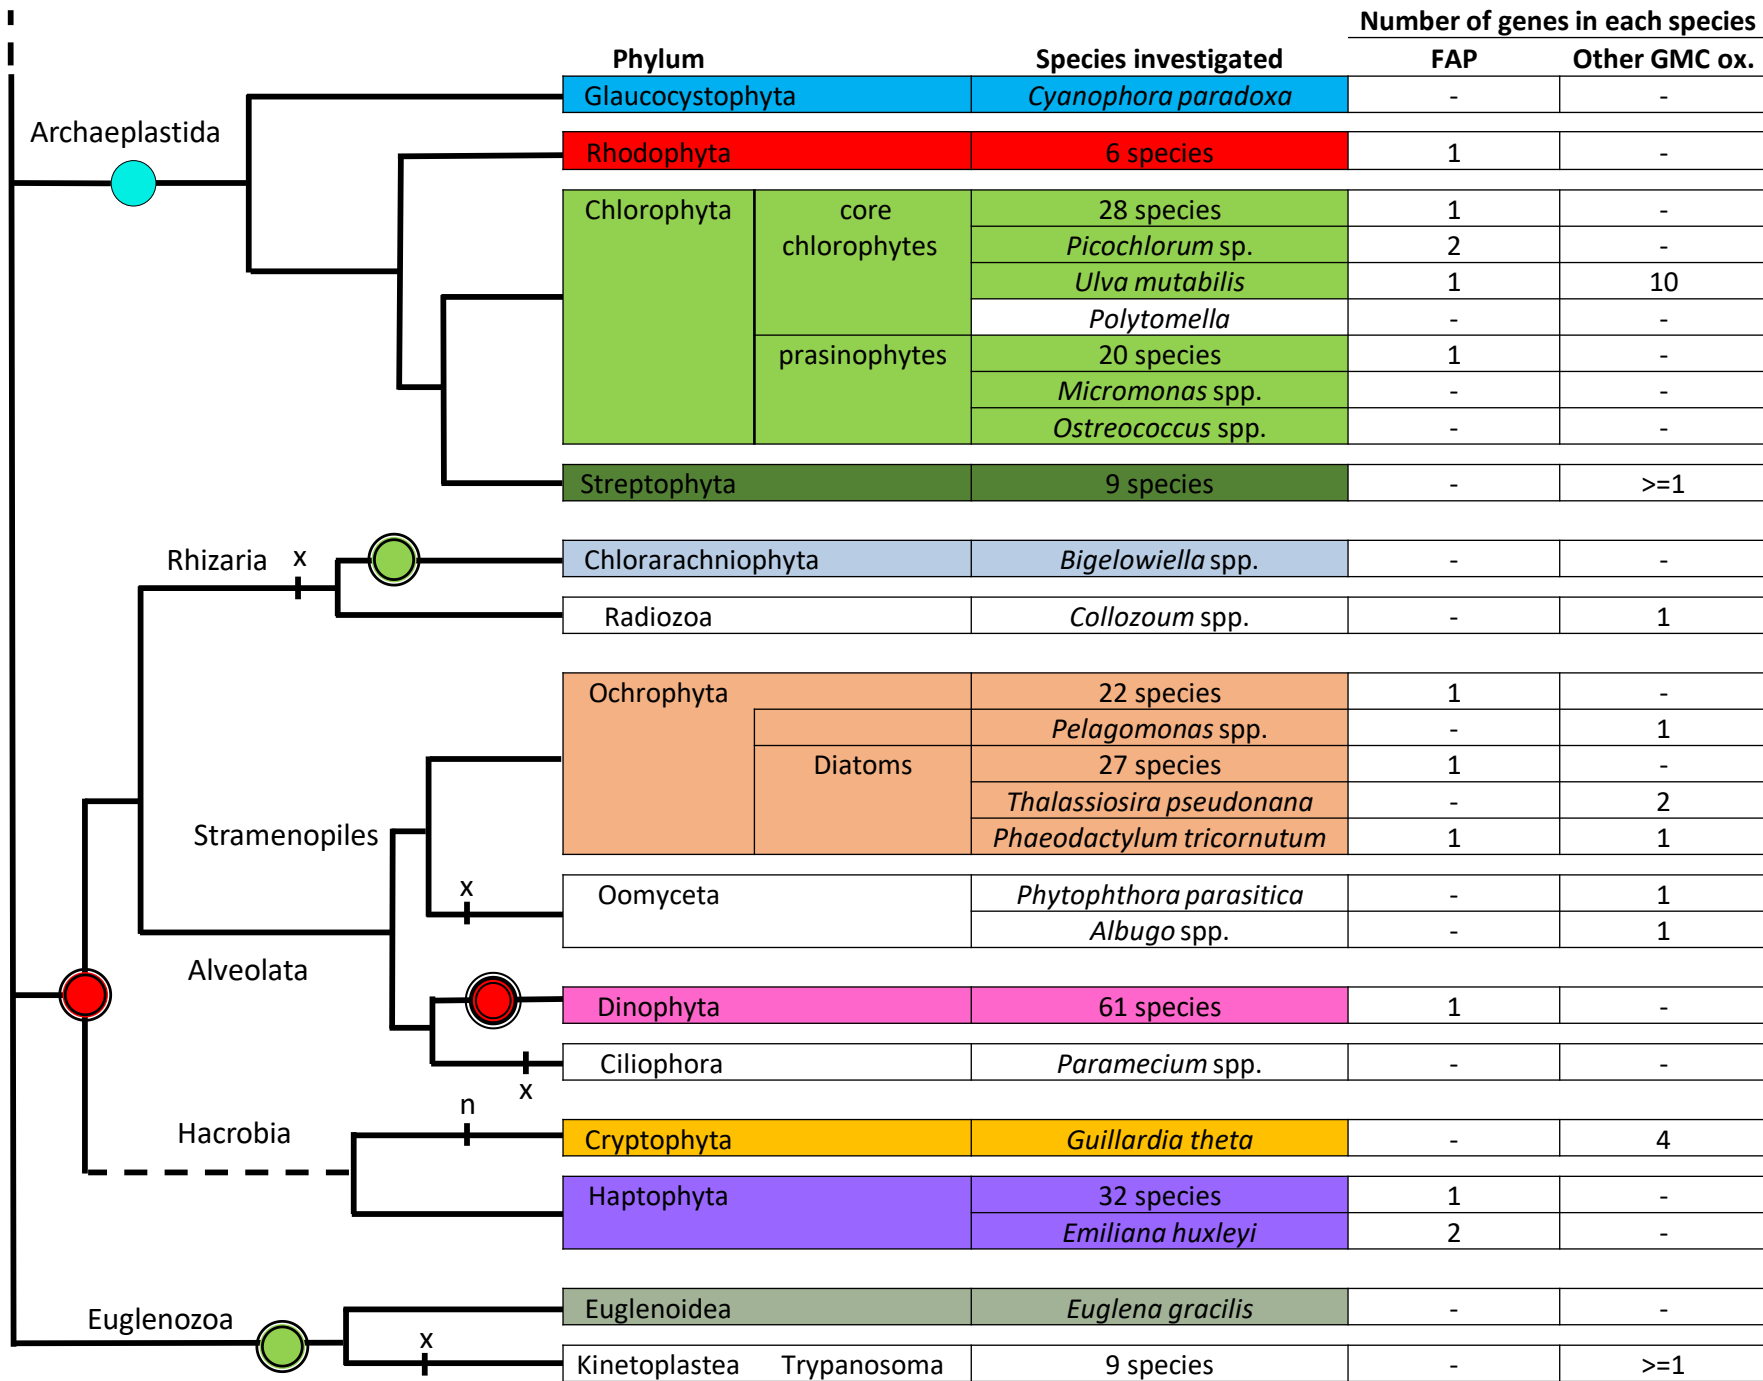 Number of genes in each species
Phylum Species investigated FAP Other GMC ox.
Glaucocystophyta Cyanophora paradoxa - -
Archaeplastida
Rhodophyta 6 species 1 -
Chlorophyta core 28 species 1 -
chlorophytes Picochlorum sp. 2 -
Ulva mutabilis 1 10
Polytomella - -
prasinophytes 20 species 1 -
Micromonas spp. - -
Ostreococcus spp. - -
Streptophyta 9 species - >=1
Rhizaria x Chlorarachniophyta Bigelowiella spp. - -
Radiozoa Collozoum spp. - 1
Ochrophyta 22 species 1 -
Pelagomonas spp. - 1
Diatoms 27 species 1 -
Thalassiosira pseudonana - 2
Stramenopiles Phaeodactylum tricornutum 1 1
x Oomyceta Phytophthora parasitica - 1
Albugo spp. - 1
Alveolata
Dinophyta 61 species 1 -
Ciliophora Paramecium spp. - -
x
n
Hacrobia Cryptophyta Guillardia theta - 4
Haptophyta 32 species 1 -
Emiliana huxleyi 2 -
Euglenozoa Euglenoidea Euglena gracilis - -
x
Kinetoplastea Trypanosoma 9 species - >=1